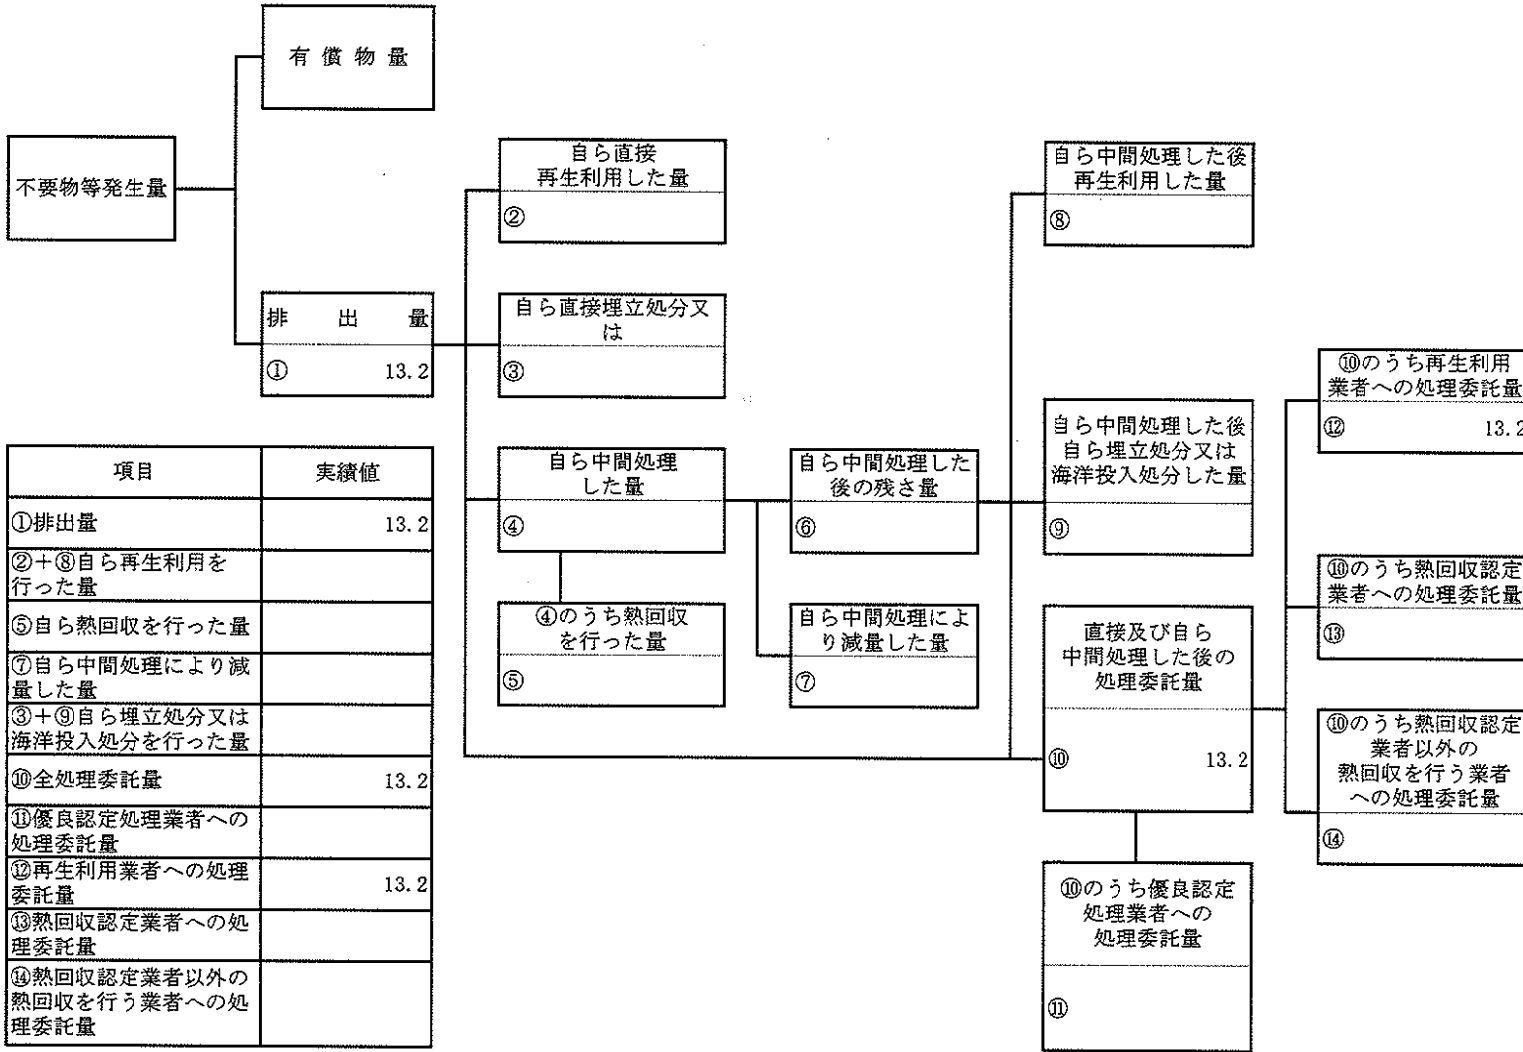 有償物量
不要物等発生量
排出量
① 13.2
自ら直接
再生利用した量
②
自ら直接埋立処分又
は
③
自ら中間処理
した量
④
④のうち熱回収
を行った量
⑤
自ら中間処理した
後の残さ量
⑥
自ら中間処理によ
り減量した量
⑦
自ら中間処理した後
再生利用した量
⑧
自ら中間処理した後
自ら埋立処分又は
海洋投入処分した量
⑨
直接及び自ら
中間処理した後の
処理委託量
⑩ 13.2
⑩のうち優良認定
処理業者への
処理委託量
⑪
⑩のうち再生利用
業者への処理委託量
⑫ 13.2
⑩のうち熱回収認定
業者への処理委託量
⑬
⑩のうち熱回収認定
業者以外の
熱回収を行う業者
への処理委託量
⑭
項目 実績値
①排出量 13.2
②＋⑧自ら再生利用を
行った量
⑤自ら熱回収を行った量
⑦自ら中間処理により減
量した量
③＋⑨自ら埋立処分又は
海洋投入処分を行った量
⑩全処理委託量 13.2
⑪優良認定処理業者への
処理委託量
⑫再生利用業者への処理
委託量 13.2
⑬熱回収認定業者への処
理委託量
⑭熱回収認定業者以外の
熱回収を行う業者への処
理委託量